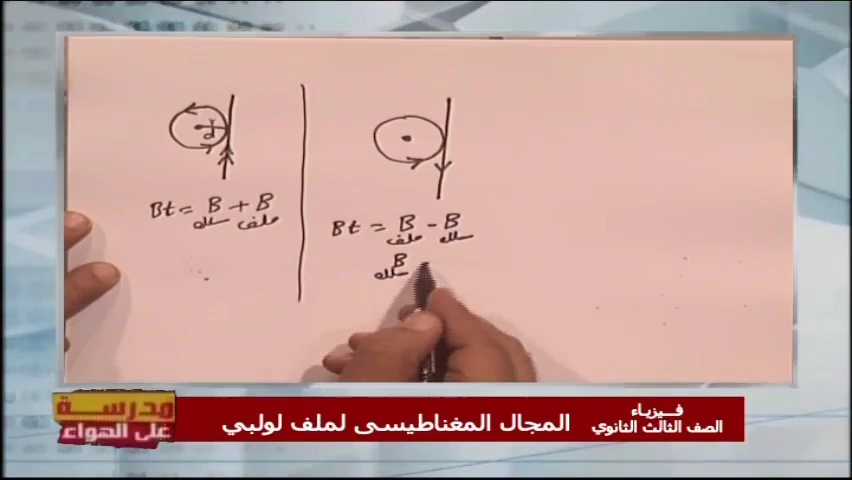 d
Bt = B سلك + B ملف
Bt = B ملف - B سلك
B سلك
مدرسة
على الهواء
فيزياء
الصف الثالث الثانوي
المجال المغناطيسى لملف لولبي